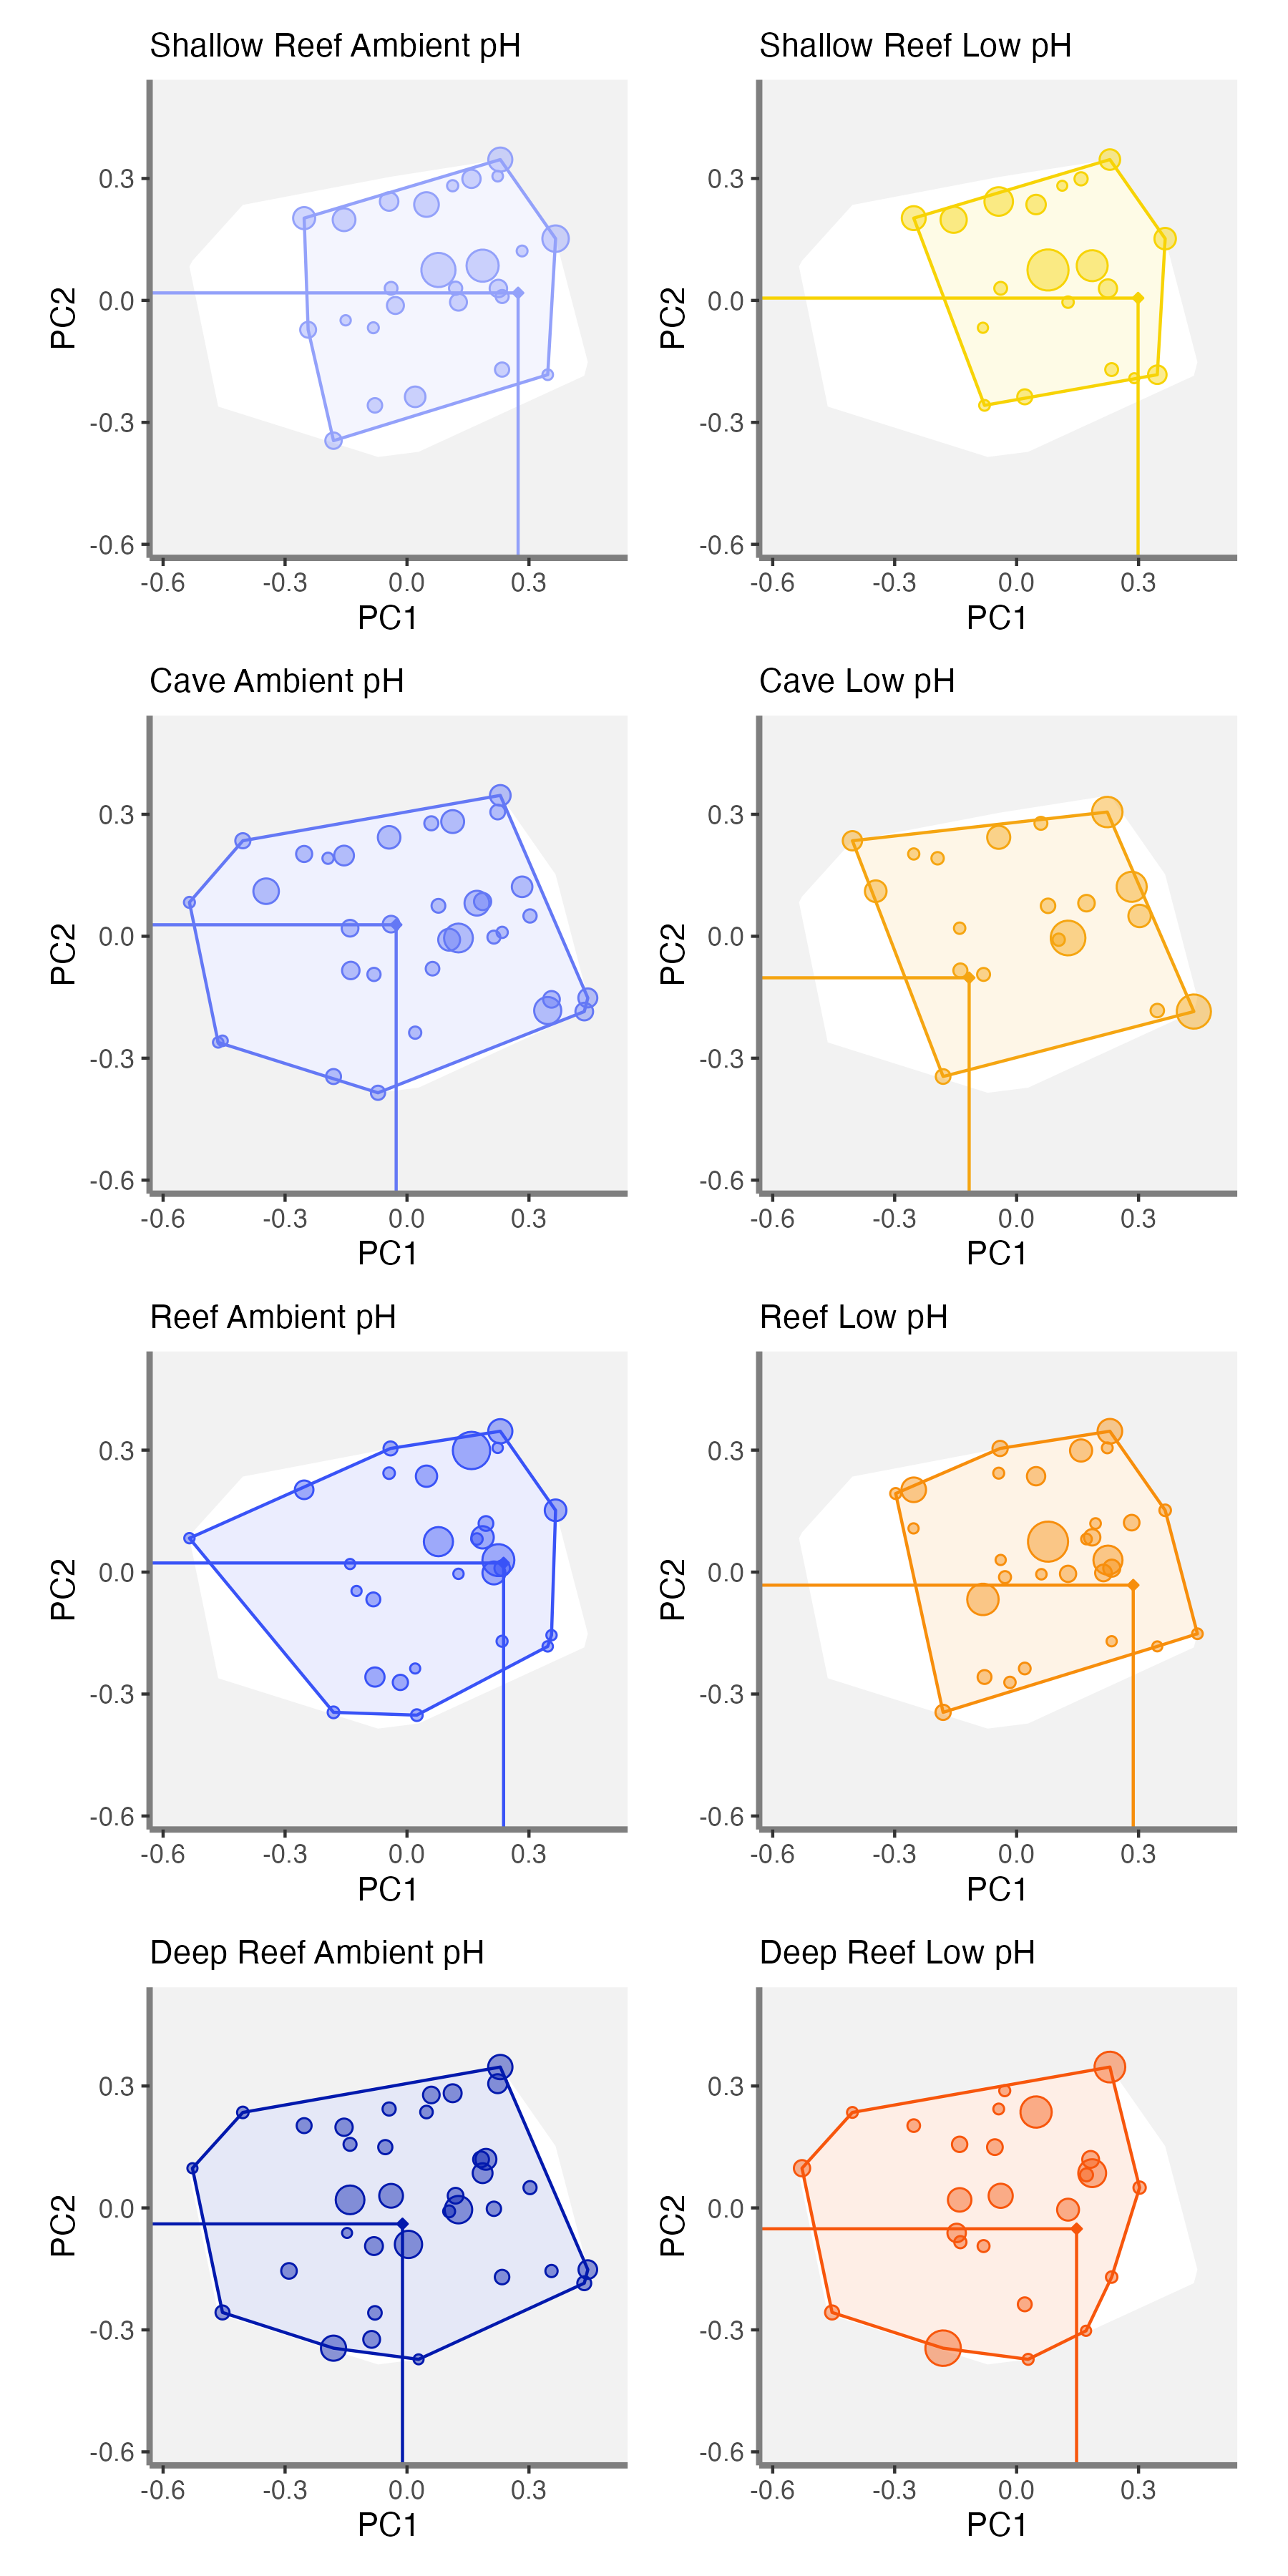 Shallow Reef Ambient pH
Shallow Reef Low pH
PC2
0.3
0.0
-0.3
-0.6
-0.6 -0.3 0.0 0.3
PC1
PC2
0.3
0.0
-0.3
-0.6
-0.6 -0.3 0.0 0.3
PC1
Cave Ambient pH
Cave Low pH
PC2
0.3
0.0
-0.3
-0.6
-0.6 -0.3 0.0 0.3
PC1
PC2
0.3
0.0
-0.3
-0.6
-0.6 -0.3 0.0 0.3
PC1
Reef Ambient pH
Reef Low pH
PC2
0.3
0.0
-0.3
-0.6
-0.6 -0.3 0.0 0.3
PC1
PC2
0.3
0.0
-0.3
-0.6
-0.6 -0.3 0.0 0.3
PC1
Deep Reef Ambient pH
Deep Reef Low pH
PC2
0.3
0.0
-0.3
-0.6
-0.6 -0.3 0.0 0.3
PC1
PC2
0.3
0.0
-0.3
-0.6
-0.6 -0.3 0.0 0.3
PC1